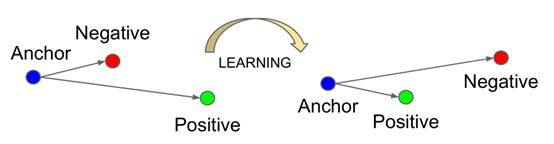 Negative
Anchor
Positive
LEARNING
Negative
Anchor
Positive